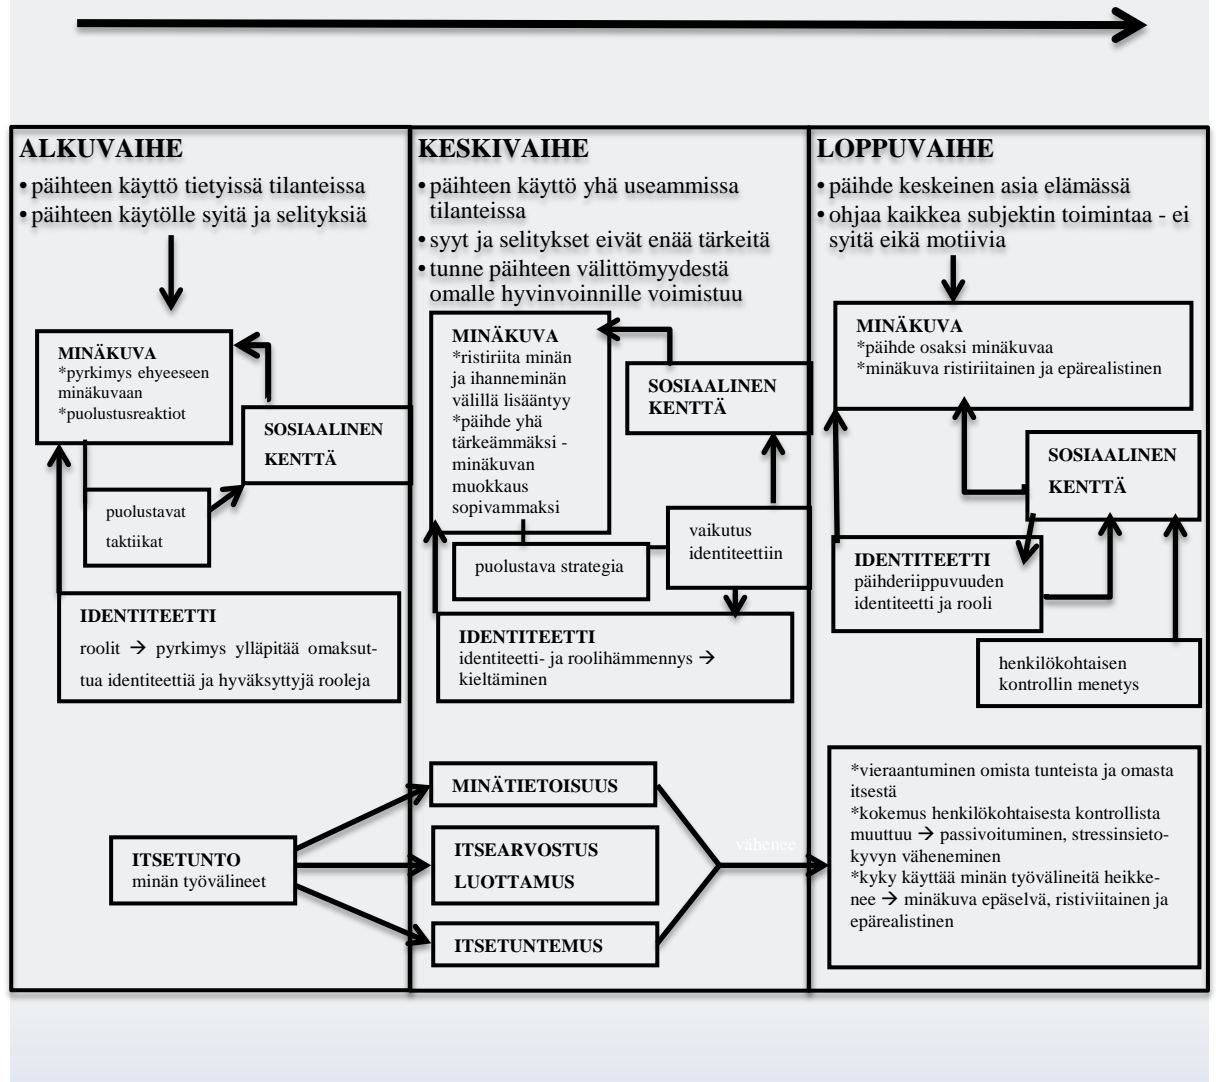 ALKUVAIHE
• päihteen käyttö tietyissä tilanteissa
• päihteen käytölle syitä ja selityksiä
MINÄKUVA
*pyrkimys ehyeeseen
minäkuvaan
*puolustusreaktiot
SOSIAALINEN
KENTTÄ
puolustavat
taktiikat
IDENTITEETTI
roolit → pyrkimys ylläpitää omaksut-
tua identiteettiä ja hyväksyttyjä rooleja
KESKIVAIHE
• päihteen käyttö yhä useammissa
tilanteissa
• syyt ja selitykset eivät enää tärkeitä
• tunne päihteen välittömyydestä
omalle hyvinvoinnille voimistuu
MINÄKUVA
*ristiriita minän
ja ihanneminän
välillä lisääntyy
*päihde yhä
tärkeämmäksi -
minäkuvan
muokkaus
sopivammaksi
SOSIAALINEN
KENTTÄ
vaikutus
identiteettiin
puolustava strategia
IDENTITEETTI
identiteetti- ja roolihämmennys →
kieltäminen
LOPPUVAIHE
• päihde keskeinen asia elämässä
• ohjaa kaikkea subjektin toimintaa - ei
syitä eikä motiivia
MINÄKUVA
*päihde osaksi minäkuvaa
*minäkuva ristiriitainen ja epärealistinen
SOSIAALINEN
KENTTÄ
IDENTITEETTI
päihderiippuvuuden
identiteetti ja rooli
henkilökohtaisen
kontrollin menetys
ITSETUNTO
minän työvälineet
MINÄTIETOISUUS
ITSEARVOSTUS
LUOTTAMUS
ITSETUNTEMUS
vähenee
*vieraantuminen omista tunteista ja omasta
itsestä
*kokemus henkilökohtaisesta kontrollista
muuttuu → passivoituminen, stressinsieto-
kyvyn väheneminen
*kyky käyttää minän työvälineitä heikke-
nee → minäkuva epäselvä, ristiviitainen ja
epärealistinen